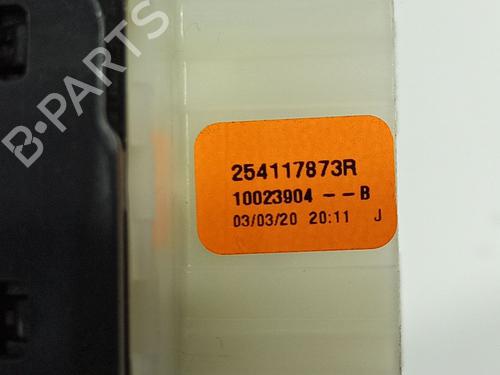 B-PARTS
254117873R
10023904 -- B
03/03/20 20:11 J